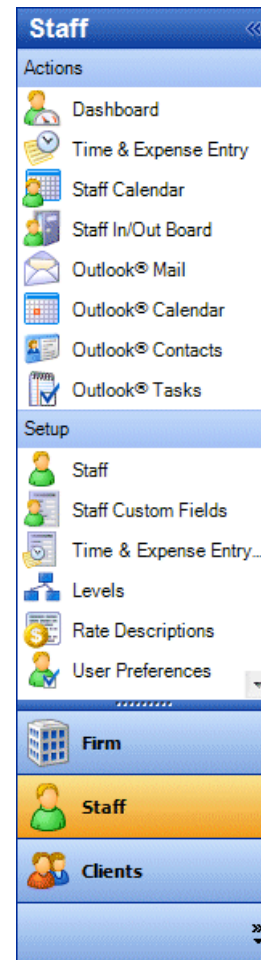 Staff
Actions
Dashboard
Time & Expense Entry
Staff Calendar
Staff In/Out Board
Outlook® Mail
Outlook® Calendar
Outlook® Contacts
Outlook® Tasks
Setup
Staff
Staff Custom Fields
Time & Expense Entry...
Levels
Rate Descriptions
User Preferences
Firm
Staff
Clients